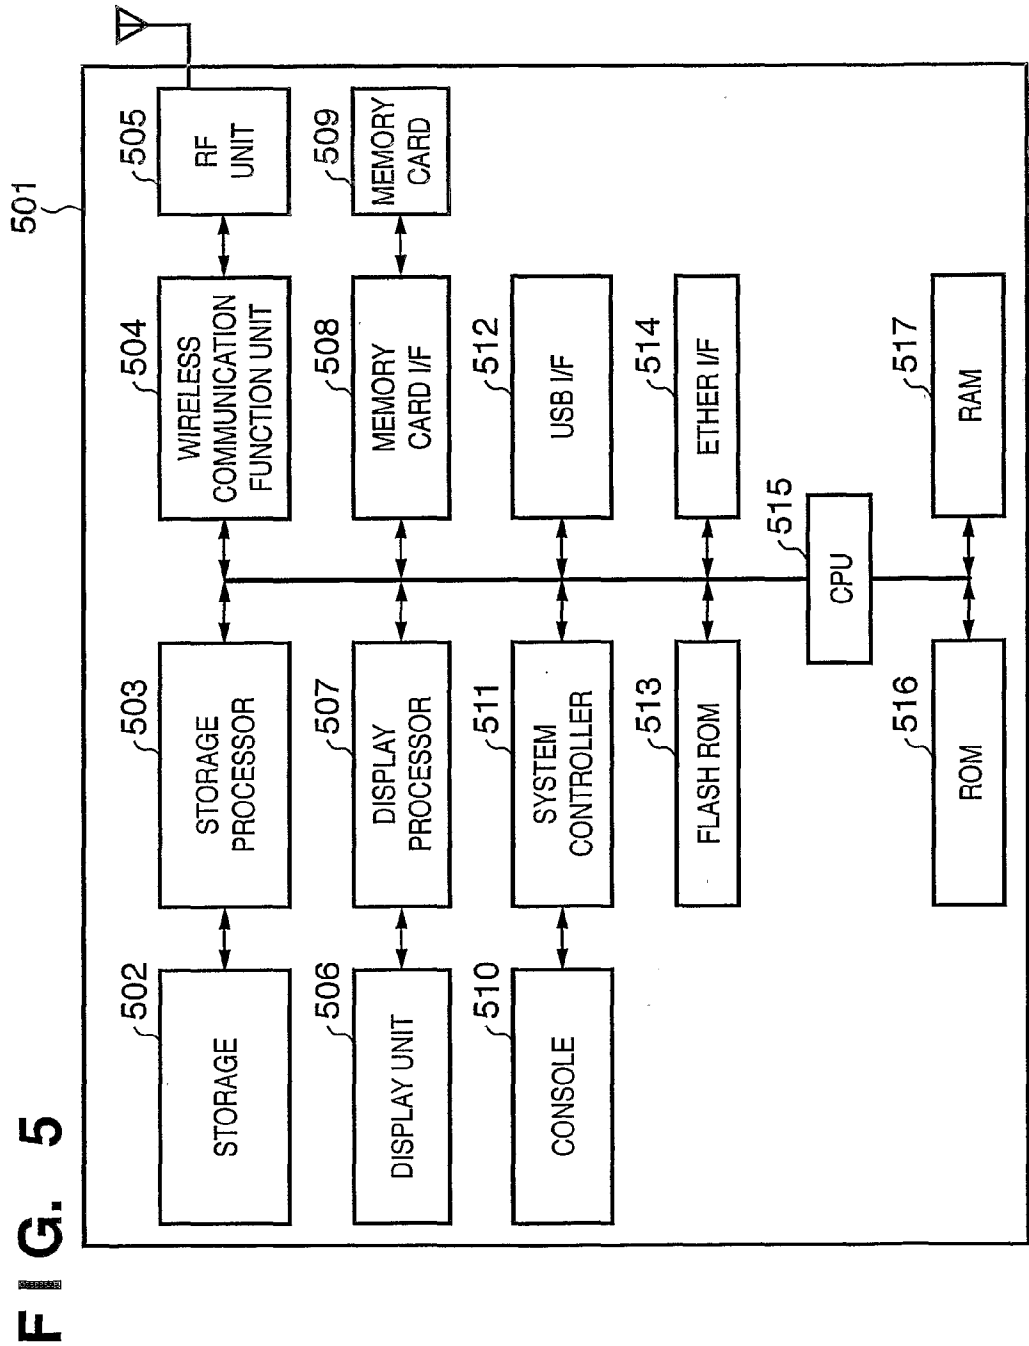 FIG. 5
501
502
STORAGE
503
STORAGE
PROCESSOR
504
WIRELESS
COMMUNICATION
FUNCTION UNIT
505
RF
UNIT
506
DISPLAY UNIT
507
DISPLAY
PROCESSOR
508
MEMORY
CARD I/F
509
MEMORY
CARD
510
CONSOLE
511
SYSTEM
CONTROLLER
512
USB I/F
513
FLASH ROM
514
ETHER I/F
515
CPU
516
ROM
517
RAM